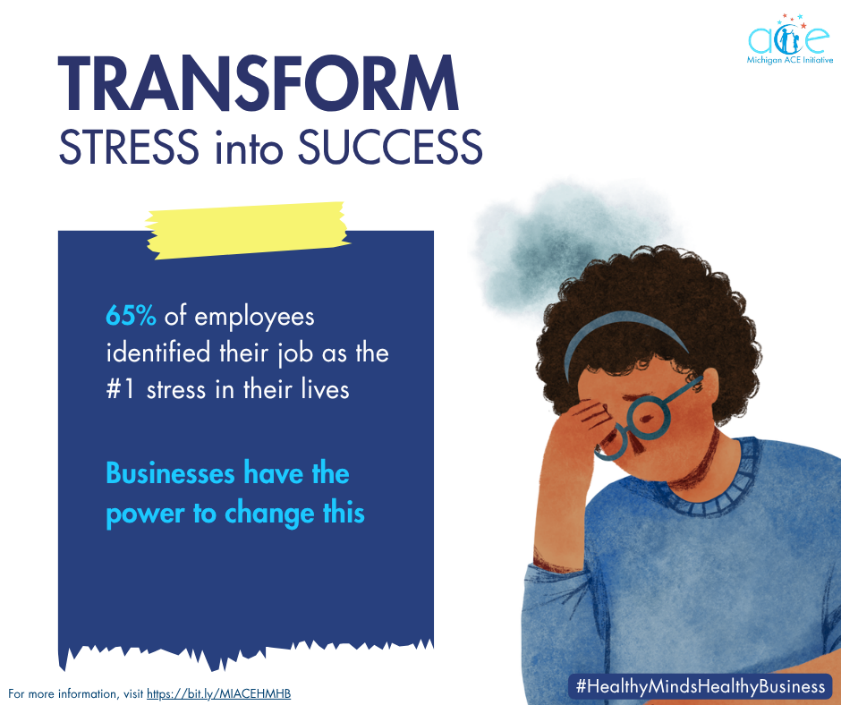 ace
Michigan ACE Initiative
TRANSFORM
STRESS into SUCCESS
65% of employees
identified their job as the
#1 stress in their lives
Businesses have the
power to change this
For more information, visit https://bit.ly/MIACEHMHB
#HealthyMindsHealthyBusiness